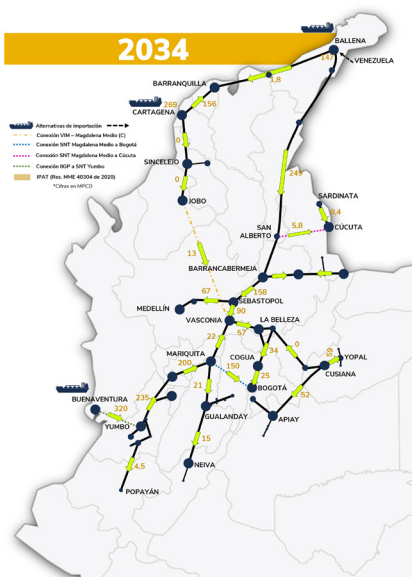 2034
BALLENA
147
VENEZUELA
1,8
BARRANQUILLA
156
269
CARTAGENA
Alternativas de importación
Conexión VIM – Magdalena Medio (C)
Conexión SNT Magdalena Medio a Bogotá
Conexión SNT Magdalena Medio a Cúcuta
Conexión IIGP a SNT Yumbo
IPAT (Res. MME 40304 de 2020)
*Cifras en MPCD
0
SINCELEJO
0
JOBO
249
SARDINATA
0,4
SAN
ALBERTO
5,8
CÚCUTA
13
BARRANCABERMEJA
158
67
SEBASTOPOL
MEDELLÍN
90
VASCONIA
57
LA BELLEZA
22
34
0
59
YOPAL
MARIQUITA
COGUA
200
150
25
CUSIANA
BOGOTÁ
BUENAVENTURA
235
21
52
320
GUALANDAY
APIAY
YUMBO
15
4,5
NEIVA
POPAYÁN